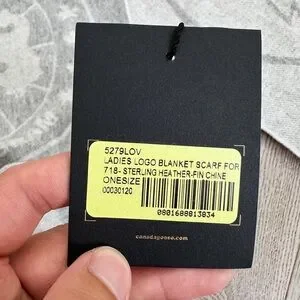 5279LOV
LADIES LOGO BLANKET SCARF FOR
718- STERLING HEATHER-FIN CHINE
ONESIZE
00030120
0801688813834
canadagoose.com